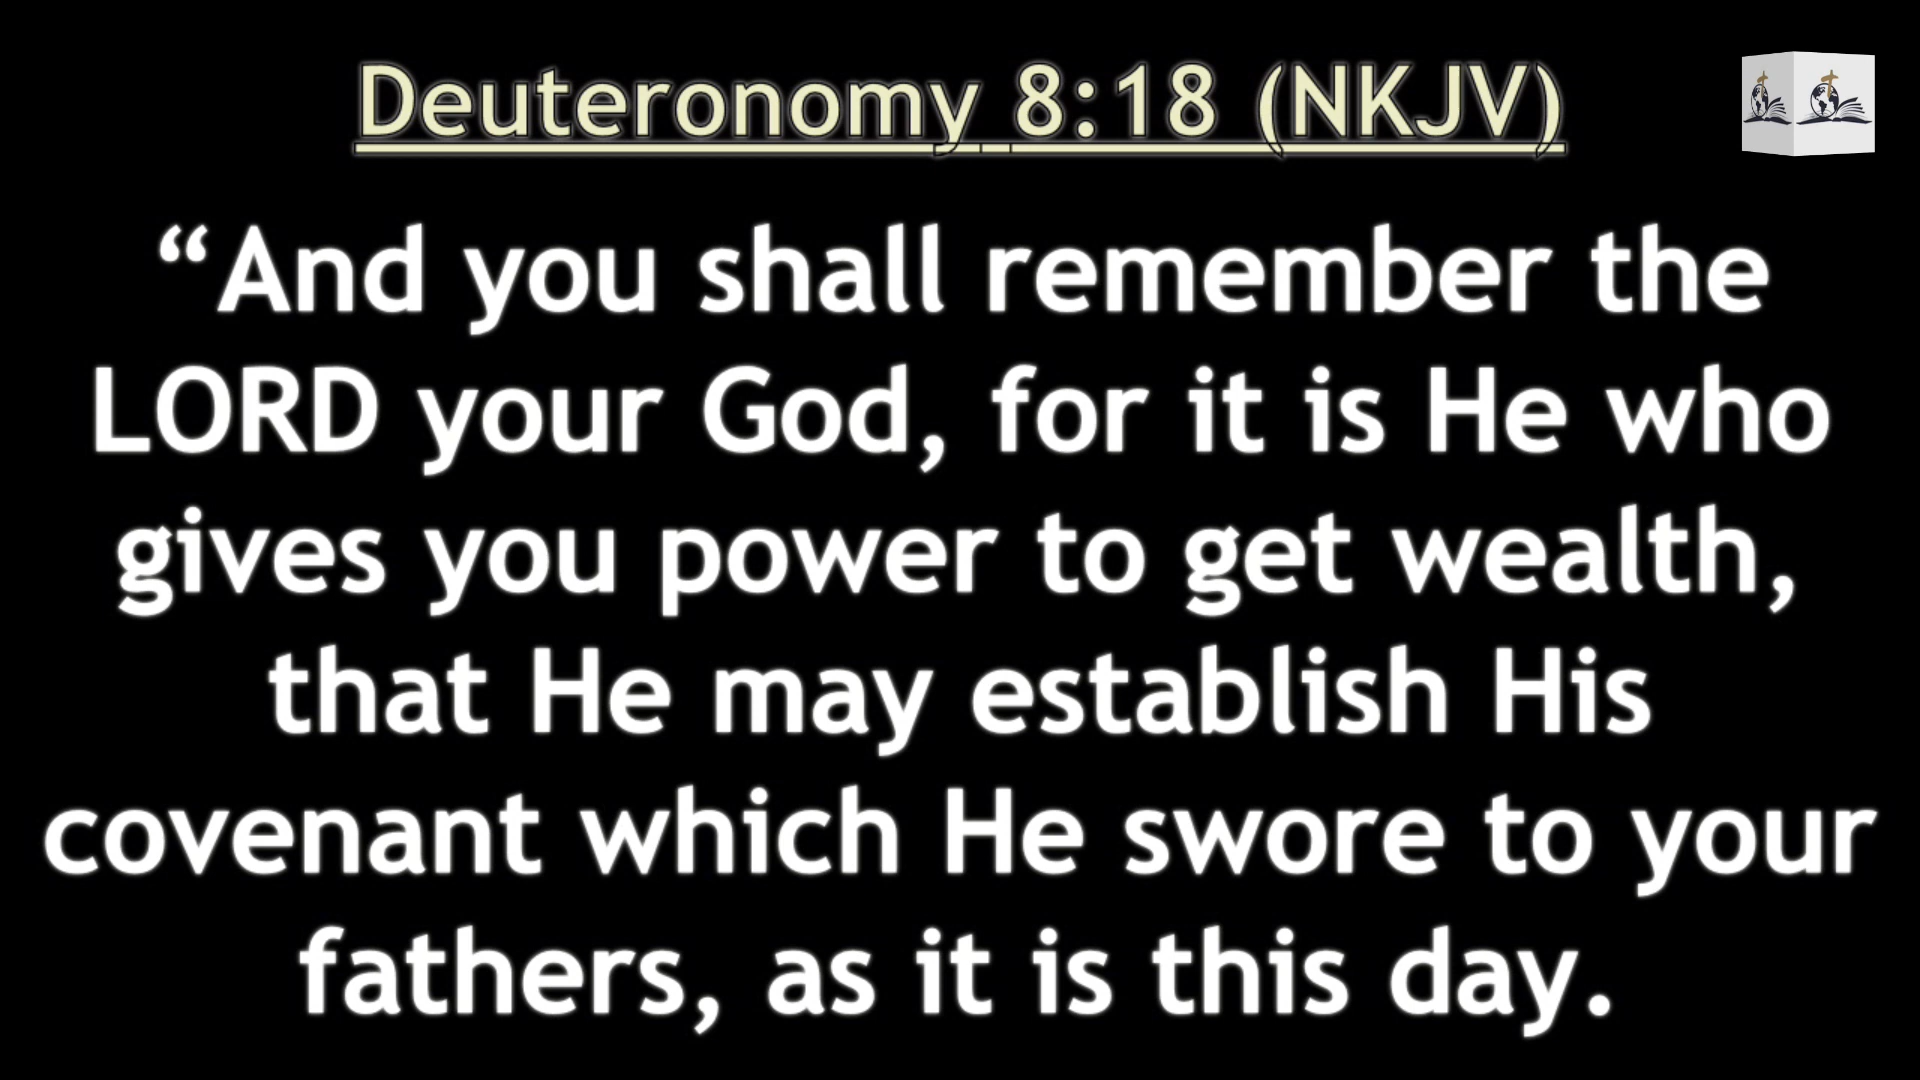 Deuteronomy 8:18 (NKJV)
“And you shall remember the
LORD your God, for it is He who
gives you power to get wealth,
that He may establish His
covenant which He swore to your
fathers, as it is this day.